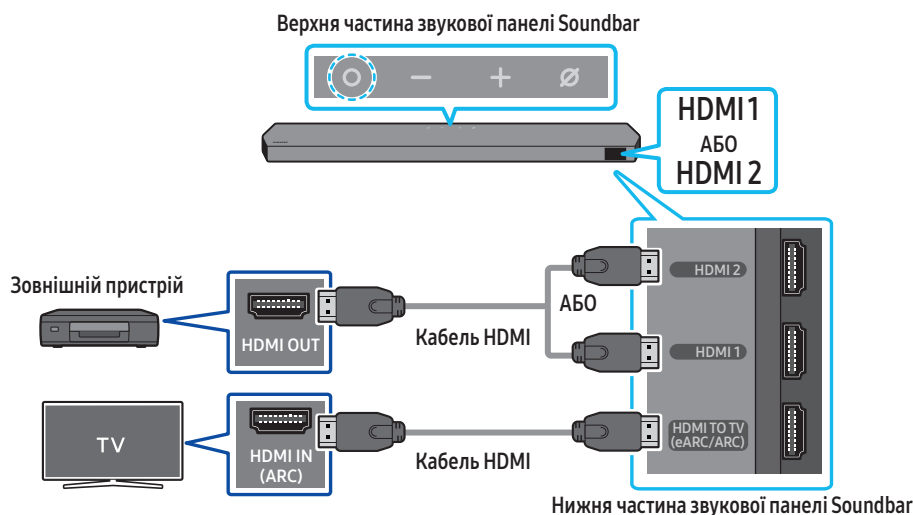 Верхня частина звукової панелі Soundbar
HDMI 1
АБО
HDMI 2
Зовнішній пристрій
HDMI OUT
Кабель HDMI
АБО
HDMI 2
HDMI 1
TV
HDMI IN
(ARC)
Кабель HDMI
HDMI TO TV
(eARC/ARC)
Нижня частина звукової панелі Soundbar